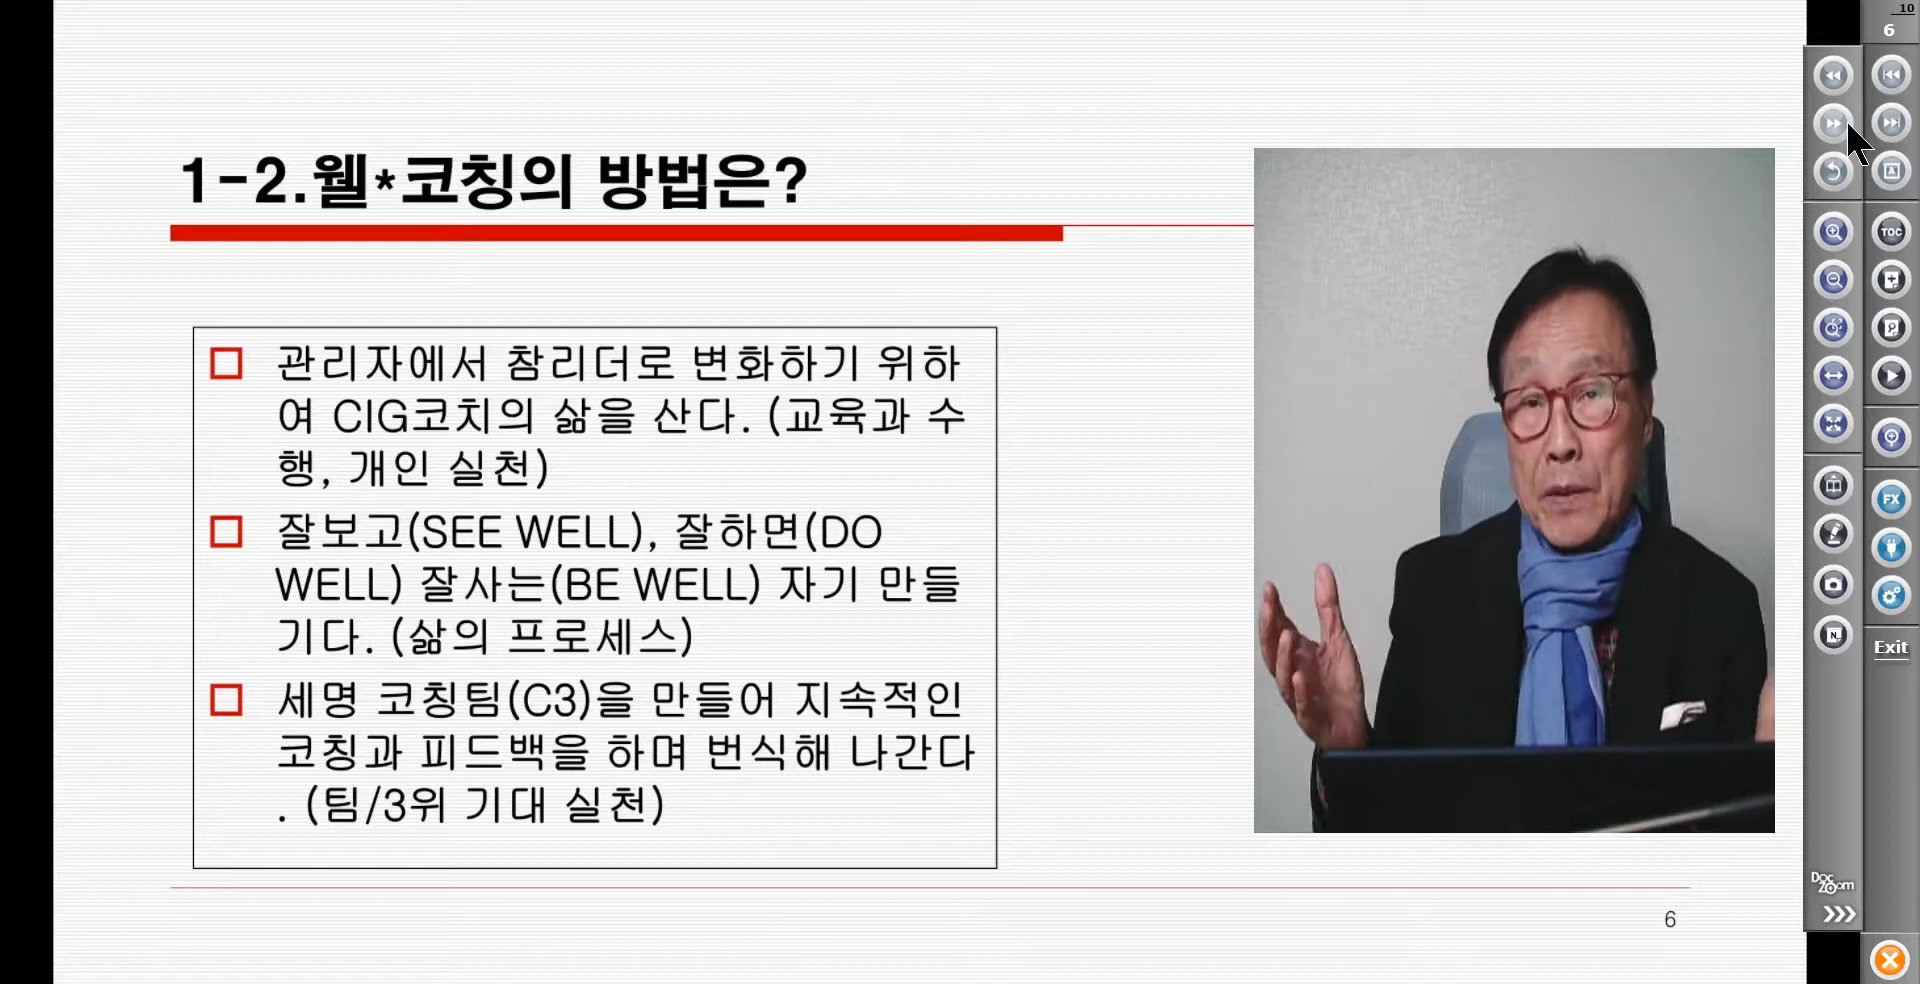 1-2.웰*코칭의 방법은?
관리자에서 참리더로 변화하기 위하
여 CIG코치의 삶을 산다. (교육과 수
행, 개인 실천)
잘보고(SEE WELL), 잘하면(DO
WELL) 잘사는(BE WELL) 자기 만들
기다. (삶의 프로세스)
세명 코칭팀(C3)을 만들어 지속적인
코칭과 피드백을 하며 번식해 나간다
. (팀/3위 기대 실천)
6
10
6
A
TOC
FX
N
Exit
Doc
Zoom